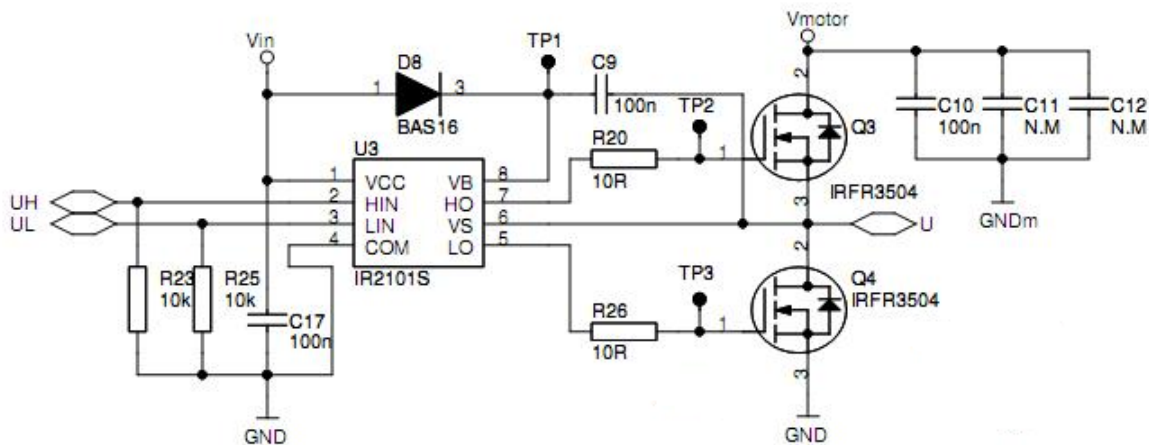 Vmotor
Vin
D8
TP1
C9
1
3
100n
TP2
2
BAS16
C10
100n
C11
N.M
C12
N.M
Q3
U3
R20
1
VCC
VB
8
1
10R
UH
2
HIN
HO
7
IRFR3504
UL
3
LIN
VS
6
3
U
GNDm
4
COM
LO
5
2
IR2101S
TP3
Q4
R23
10k
R25
10k
IRFR3504
R26
1
C17
100n
10R
3
GND
GND